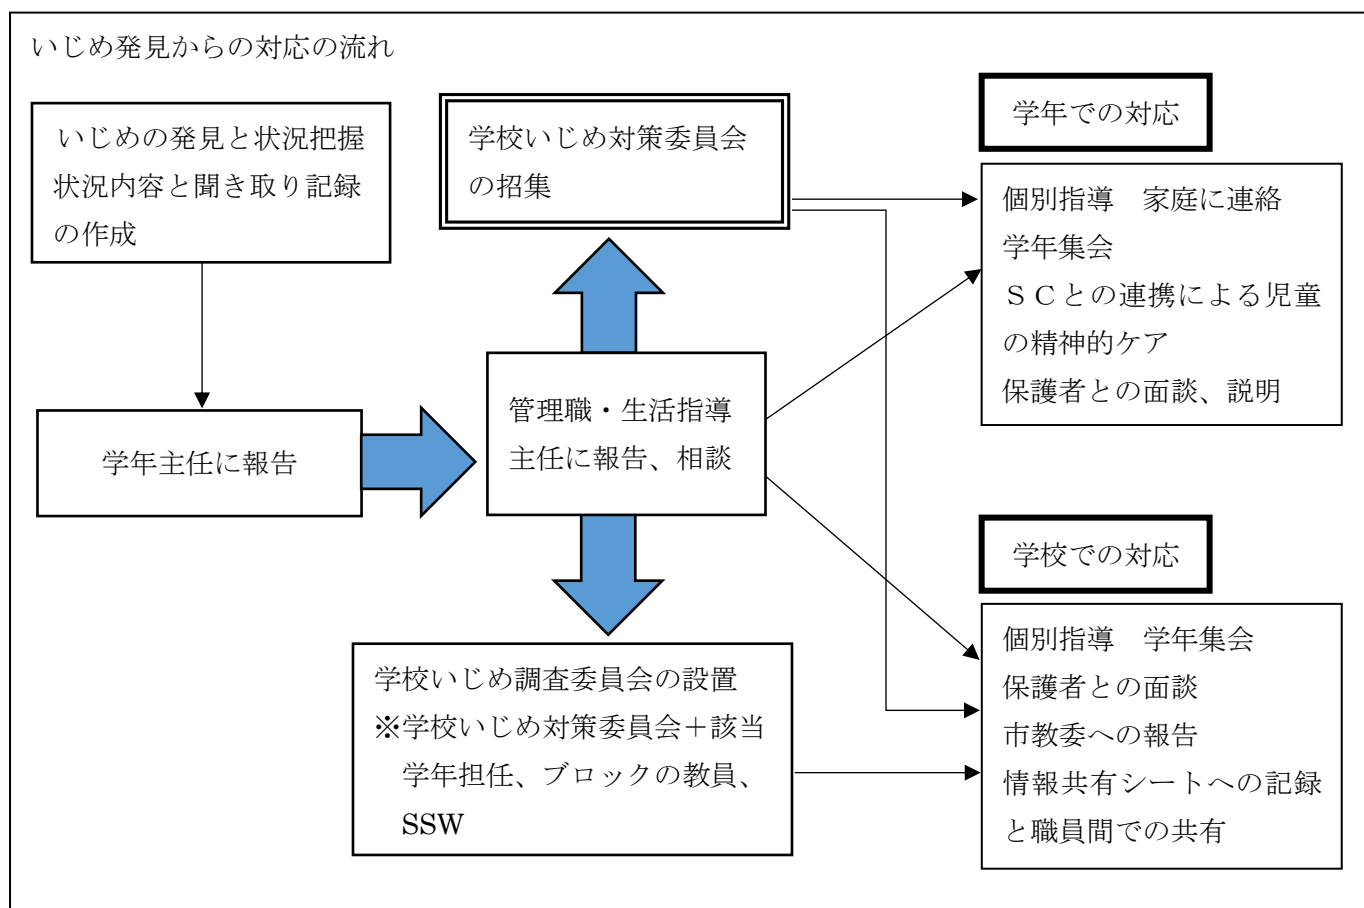 いじめ発見からの対応の流れ
いじめの発見と状況把握
状況内容と聞き取り記録
の作成
学年主任に報告
学校いじめ対策委員会
の招集
管理職・生活指導
主任に報告、相談
学校いじめ調査委員会の設置
※学校いじめ対策委員会＋該当
学年担任、ブロックの教員、
SSW
学年での対応
個別指導　家庭に連絡
学年集会
ＳＣとの連携による児童
の精神的ケア
保護者との面談、説明
学校での対応
個別指導　学年集会
保護者との面談
市教委への報告
情報共有シートへの記録
と職員間での共有